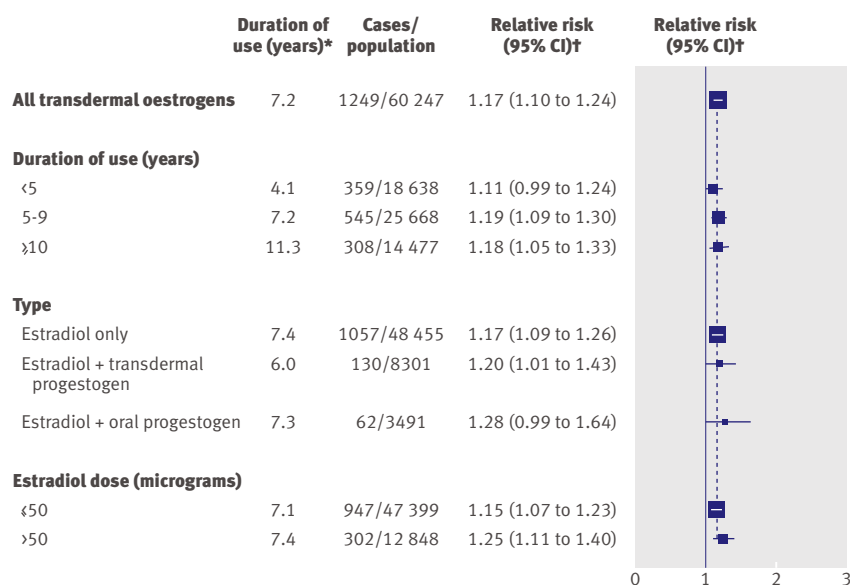 Duration of use (years)* Cases/ population Relative risk (95% CI)† Relative risk (95% CI)†
All transdermal oestrogens 7.2 1249/60 247 1.17 (1.10 to 1.24)
Duration of use (years)
<5 4.1 359/18 638 1.11 (0.99 to 1.24)
5-9 7.2 545/25 668 1.19 (1.09 to 1.30)
≥10 11.3 308/14 477 1.18 (1.05 to 1.33)
Type
Estradiol only 7.4 1057/48 455 1.17 (1.09 to 1.26)
Estradiol + transdermal 6.0 130/8301 1.20 (1.01 to 1.43)
progestogen
Estradiol + oral progestogen 7.3 62/3491 1.28 (0.99 to 1.64)
Estradiol dose (micrograms)
≤50 7.1 947/47 399 1.15 (1.07 to 1.23)
>50 7.4 302/12 848 1.25 (1.11 to 1.40)
0 1 2 3